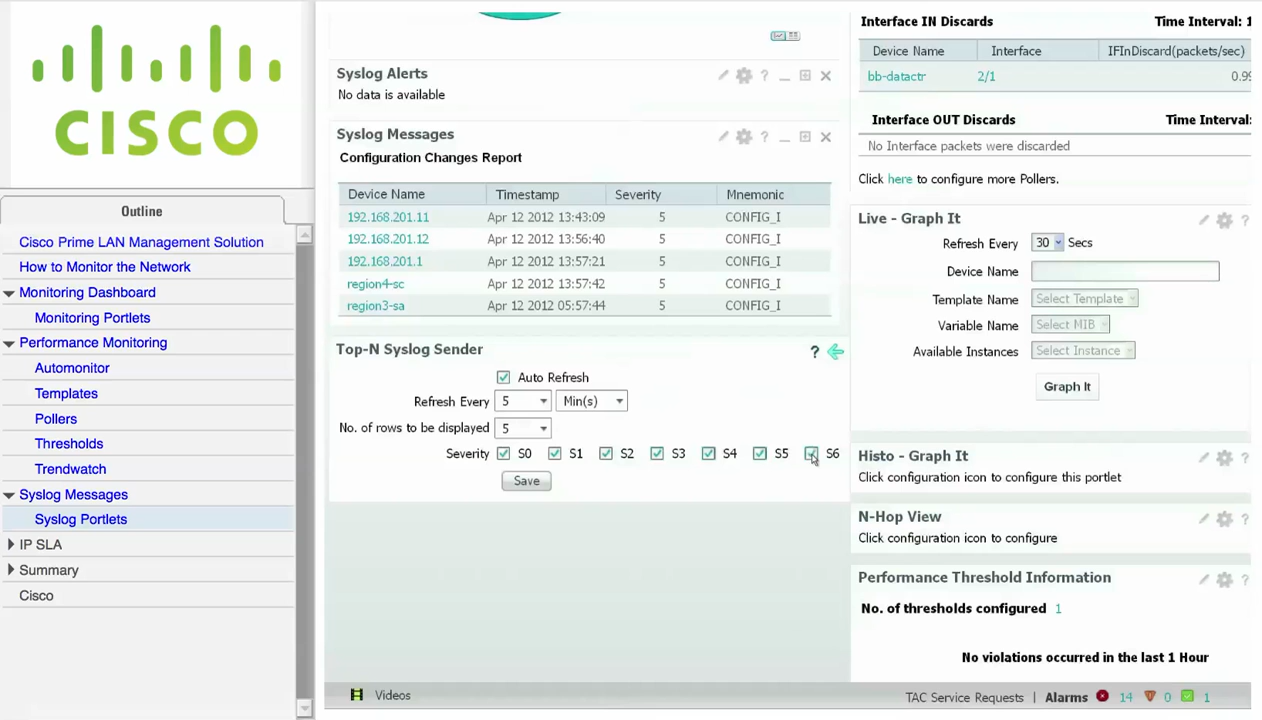 CISCO
Outline
Cisco Prime LAN Management Solution
How to Monitor the Network
Monitoring Dashboard
Monitoring Portlets
Performance Monitoring
Automonitor
Templates
Pollers
Thresholds
Trendwatch
Syslog Messages
Syslog Portlets
IP SLA
Summary
Cisco
Syslog Alerts
No data is available
Syslog Messages
Configuration Changes Report
Device Name Timestamp Severity Mnemonic
192.168.201.11 Apr 12 2012 13:43:09 5 CONFIG_I
192.168.201.12 Apr 12 2012 13:56:40 5 CONFIG_I
192.168.201.1 Apr 12 2012 13:57:21 5 CONFIG_I
region4-sc Apr 12 2012 13:57:42 5 CONFIG_I
region3-sa Apr 12 2012 05:57:44 5 CONFIG_I
Top-N Syslog Sender ?
Auto Refresh
Refresh Every 5 Min(s)
No. of rows to be displayed 5
Severity S0 S1 S2 S3 S4 S5 S6
Save
Interface IN Discards Time Interval: 1
Device Name Interface IFInDiscard(packets/sec)
bb-datactr 2/1 0.99
Interface OUT Discards Time Interval:
No Interface packets were discarded
Click here to configure more Pollers.
Live - Graph It
Refresh Every 30 Secs
Device Name
Template Name Select Template
Variable Name Select MIB
Available Instances Select Instance
Graph It
Histo - Graph It
Click configuration icon to configure this portlet
N-Hop View
Click configuration icon to configure
Performance Threshold Information
No. of thresholds configured 1
No violations occurred in the last 1 Hour
Videos
TAC Service Requests | Alarms 14 0 1